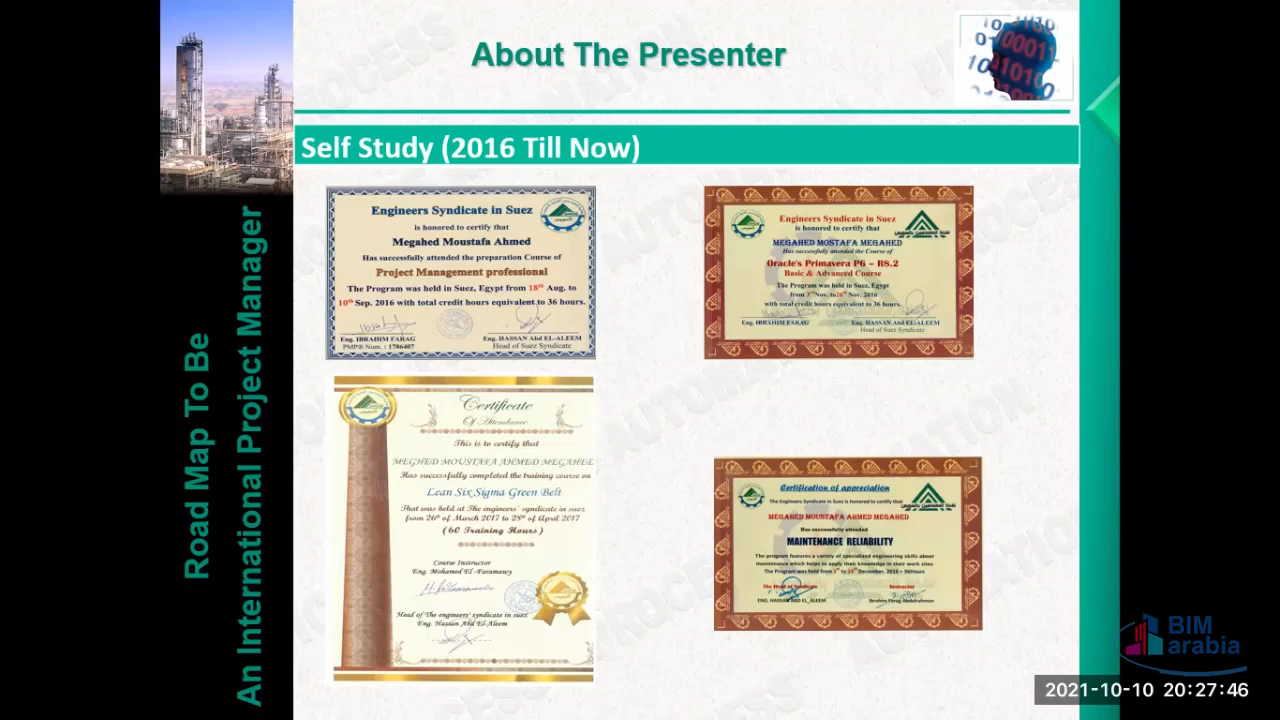 About The Presenter
Self Study (2016 Till Now)
Road Map To Be
An International Project Manager
Engineers Syndicate in Suez
is honored to certify that
Megahed Moustafa Ahmed
Has successfully attended the preparation Course of
Project Management professional
The Program was held in Suez, Egypt from 18th Aug. to
10th Sep. 2016 with total credit hours equivalent to 36 hours.
Eng. IBRAHIM FARAG
PMP® Num. : 1786407
Eng. HASSAN Abd EL-ALEEM
Head of Suez Syndicate
Engineers Syndicate in Suez
is honored to certify that
MEGAHED MOSTAFA MEGAHED
Has successfully attended the Course of
Oracle's Primavera P6 – R8.2
Basic & Advanced Course
The Program was held in Suez, Egypt
from 3rd Nov. to 26th Nov. 2016
with total credit hours equivalent to 36 hours.
Eng. IBRAHIM FARAG
Eng. HASSAN Abd EL-ALEEM
Head of Suez Syndicate
Certificate
Of Attendance
This is to certify that
MEGHED MOUSTAFA AHMED MEGAHED
Has successfully completed the training course on
Lean Six Sigma Green Belt
That was held at The engineers' syndicate in suez
from 26th of March 2017 to 28th of April 2017
(60 Training Hours)
Course Instructor
Eng. Mohamed El-Faramawy
Head of The engineers' syndicate in suez
Eng. Hassan Abd El-Aleem
Certification of appreciation
The Engineers Syndicate in Suez is honored to certify that
MEGAHED MOUSTAFA AHMED MEGAHED
Has successfully attended
MAINTENANCE RELIABILITY
The program features a variety of specialized engineering skills about
maintenance which helps to apply their knowledge in their work sites
The Program was held from 1st to 24th December, 2016 – 36Hours
The Head of Syndicate
ENG. HASSAN ABD EL_ALEEM
Instructor
Ibrahim Farag Abdelrahman
BIM
arabia
2021-10-10 20:27:46